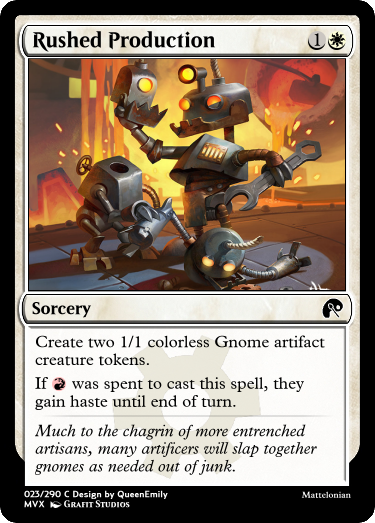 Rushed Production 1
Sorcery
Create two 1/1 colorless Gnome artifact
creature tokens.
If was spent to cast this spell, they
gain haste until end of turn.
Much to the chagrin of more entrenched
artisans, many artificers will slap together
gnomes as needed out of junk.
023/290 C Design by QueenEmily
MVX Grafit Studios
Mattelonian